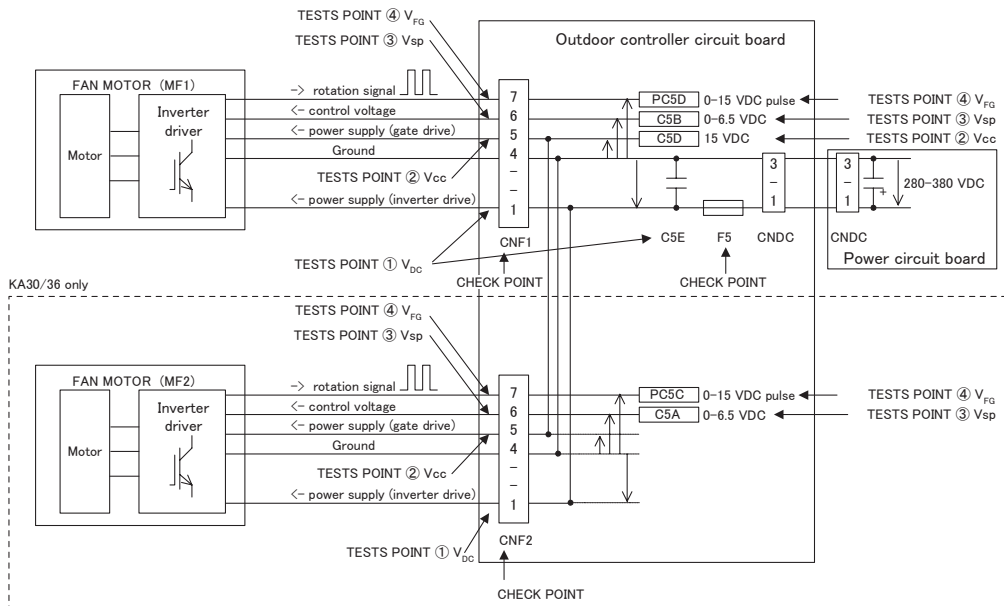 TESTS POINT ④ VFG
TESTS POINT ③ Vsp
Outdoor controller circuit board
FAN MOTOR (MF1)
Motor
Inverter
driver
-> rotation signal
<- control voltage
<- power supply (gate drive)
Ground
TESTS POINT ② Vcc
<- power supply (inverter drive)
7
6
5
4
-
-
1
PC5D 0-15 VDC pulse
C5B 0-6.5 VDC
C5D 15 VDC
TESTS POINT ④ VFG
TESTS POINT ③ Vsp
TESTS POINT ② Vcc
3
-
1
3
-
1
+
280-380 VDC
CNF1
C5E
F5
CNDC
CNDC
Power circuit board
TESTS POINT ① VDC
CHECK POINT
CHECK POINT
KA30/36 only
TESTS POINT ④ VFG
TESTS POINT ③ Vsp
FAN MOTOR (MF2)
Motor
Inverter
driver
-> rotation signal
<- control voltage
<- power supply (gate drive)
Ground
TESTS POINT ② Vcc
<- power supply (inverter drive)
7
6
5
4
-
-
1
PC5C 0-15 VDC pulse
C5A 0-6.5 VDC
TESTS POINT ④ VFG
TESTS POINT ③ Vsp
CNF2
TESTS POINT ① VDC
CHECK POINT